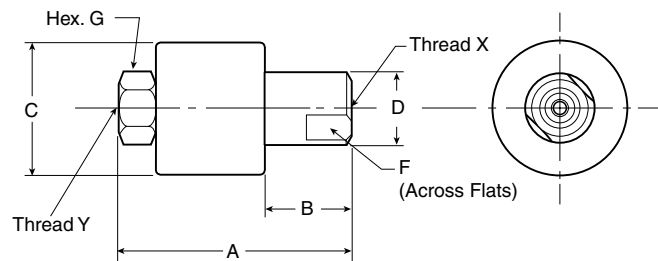 Hex. G
Thread X
C
D
F
(Across Flats)
B
Thread Y
A